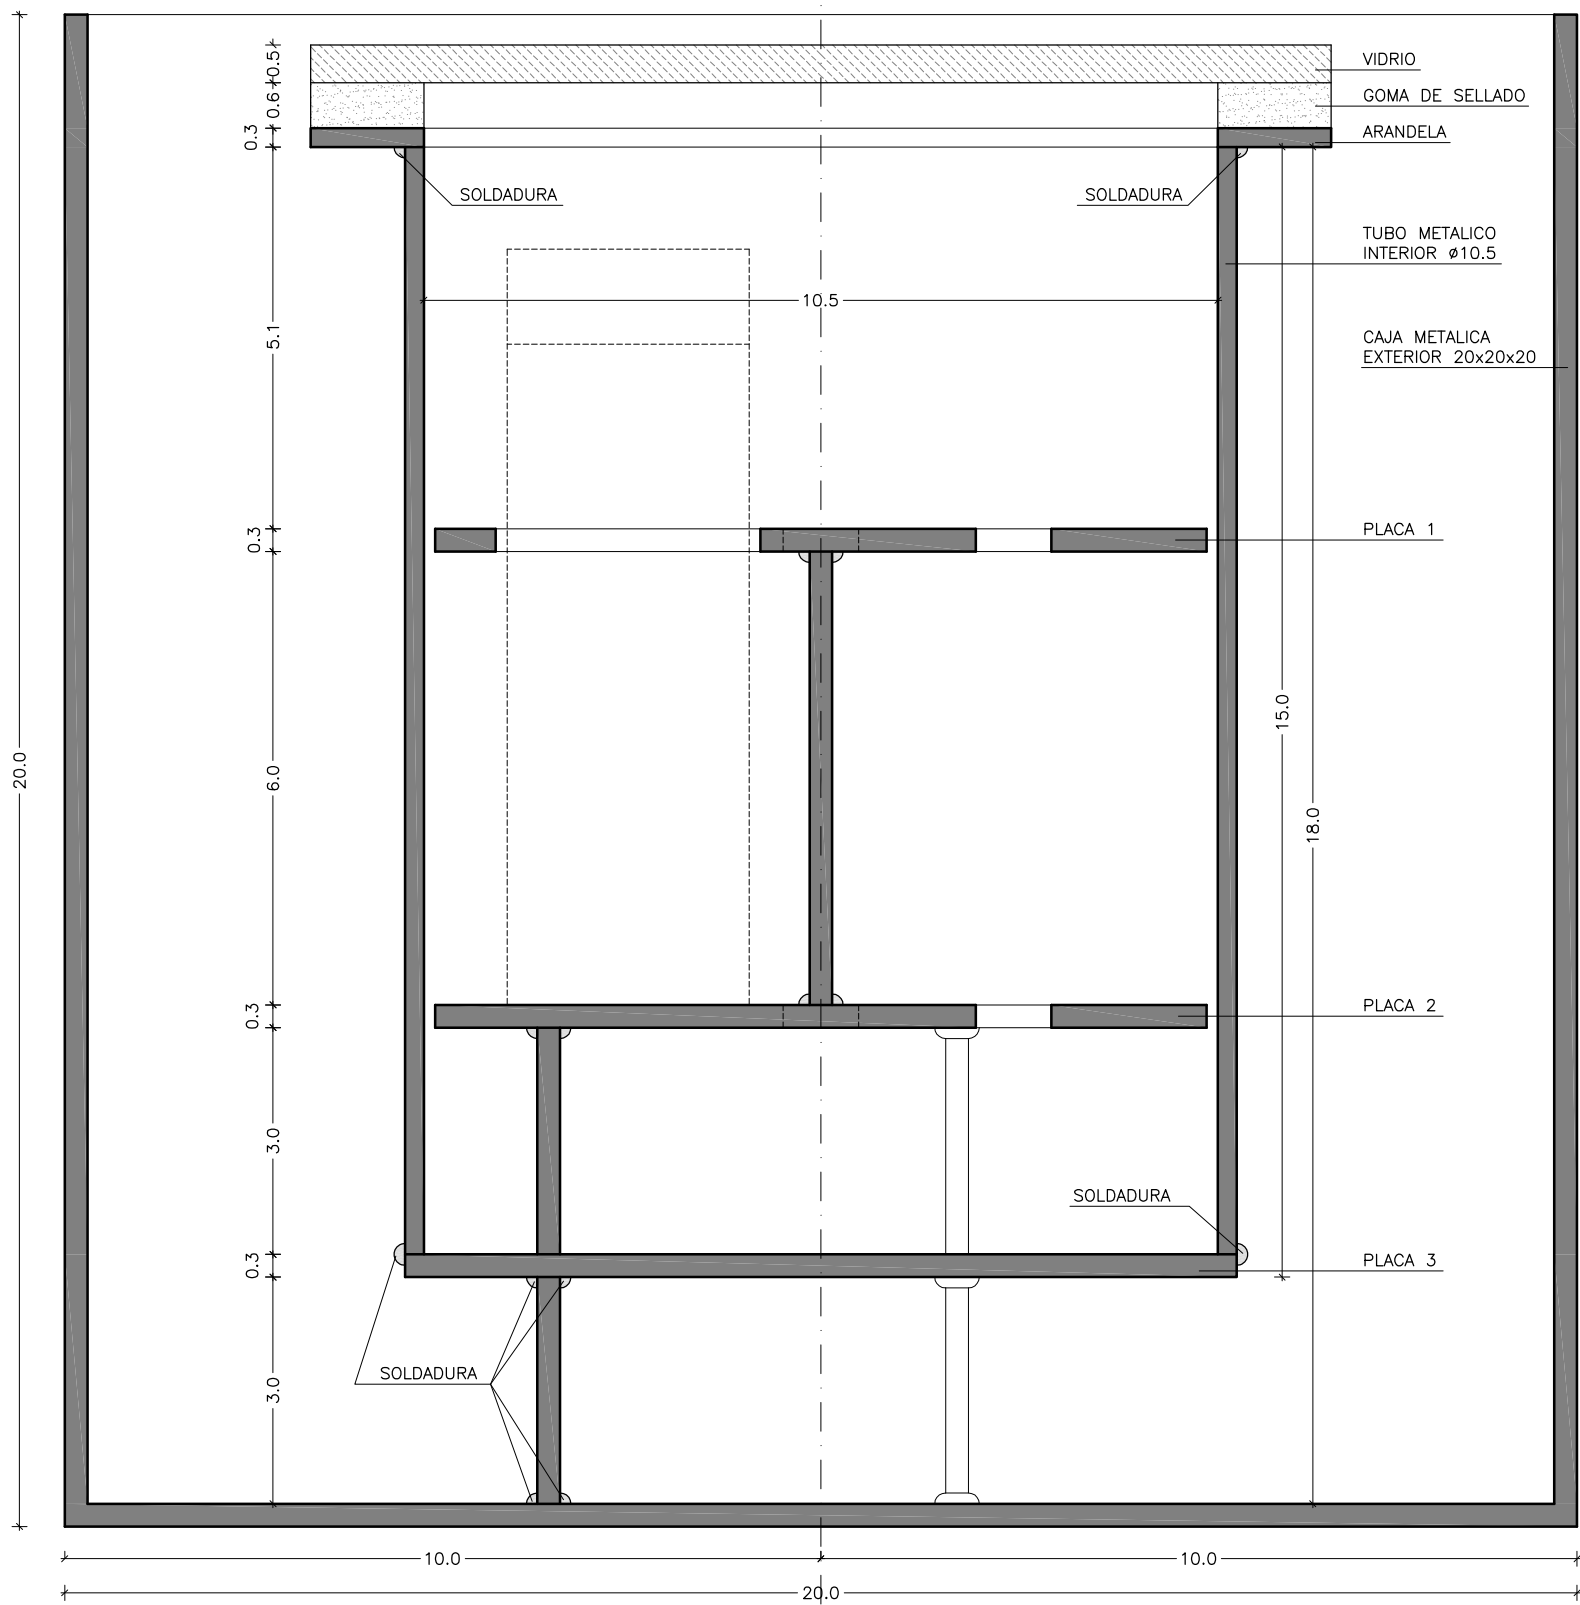 VIDRIO
GOMA DE SELLADO
ARANDELA
0.5
0.6
0.3
SOLDADURA
SOLDADURA
TUBO METALICO
INTERIOR ø10.5
10.5
5.1
CAJA METALICA
EXTERIOR 20x20x20
0.3
PLACA 1
15.0
20.0
6.0
18.0
0.3
PLACA 2
3.0
SOLDADURA
0.3
PLACA 3
SOLDADURA
3.0
10.0
10.0
20.0